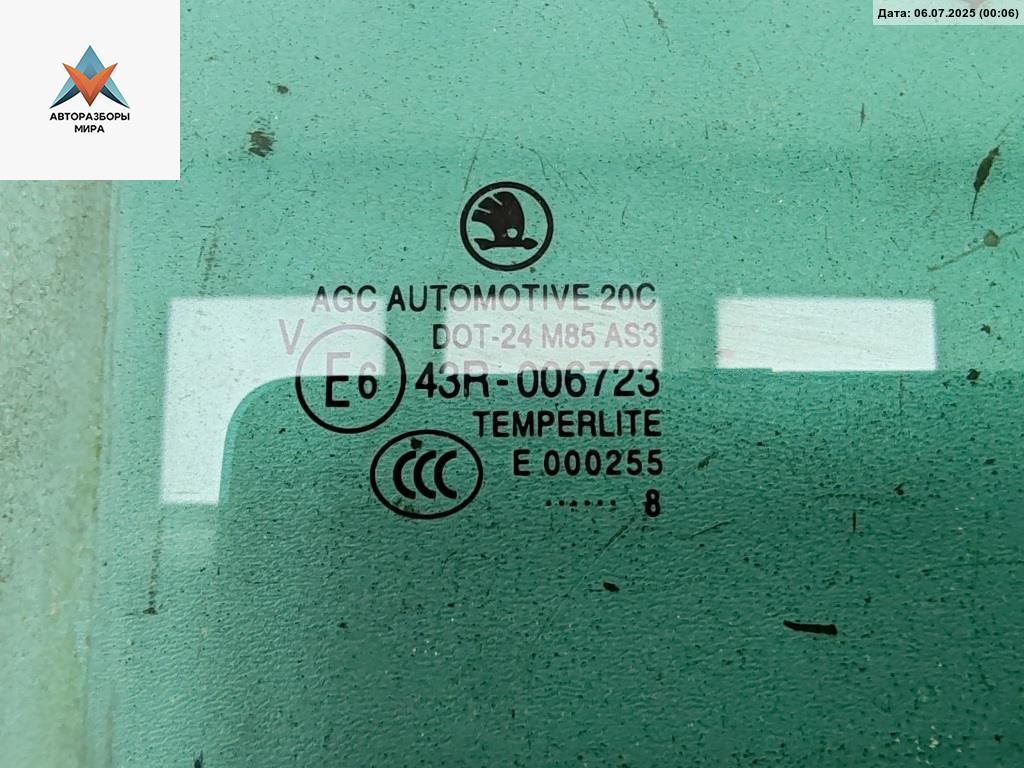 Дата: 06.07.2025 (00:06)
АВТОРАЗБОРЫ
МИРА
AGC AUTOMOTIVE 20C
V DOT-24 M85 AS3
E6 43R-006723
TEMPERLITE
CCC E 000255
...... 8